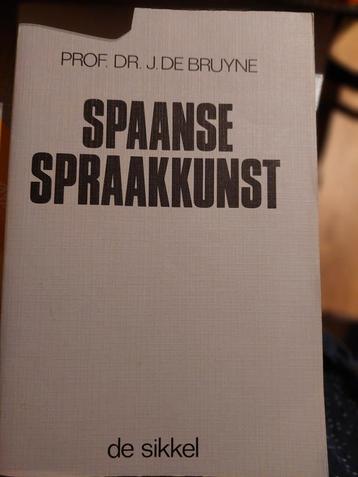 PROF. DR. J. DE BRUYNE
SPAANSE
SPRAAKKUNST
de sikkel